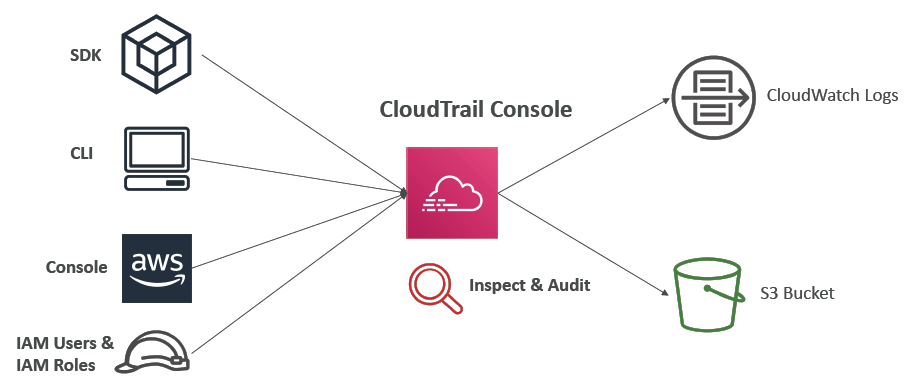 SDK
CLI
Console
aws
IAM Users &
IAM Roles
CloudTrail Console
Inspect & Audit
CloudWatch Logs
S3 Bucket